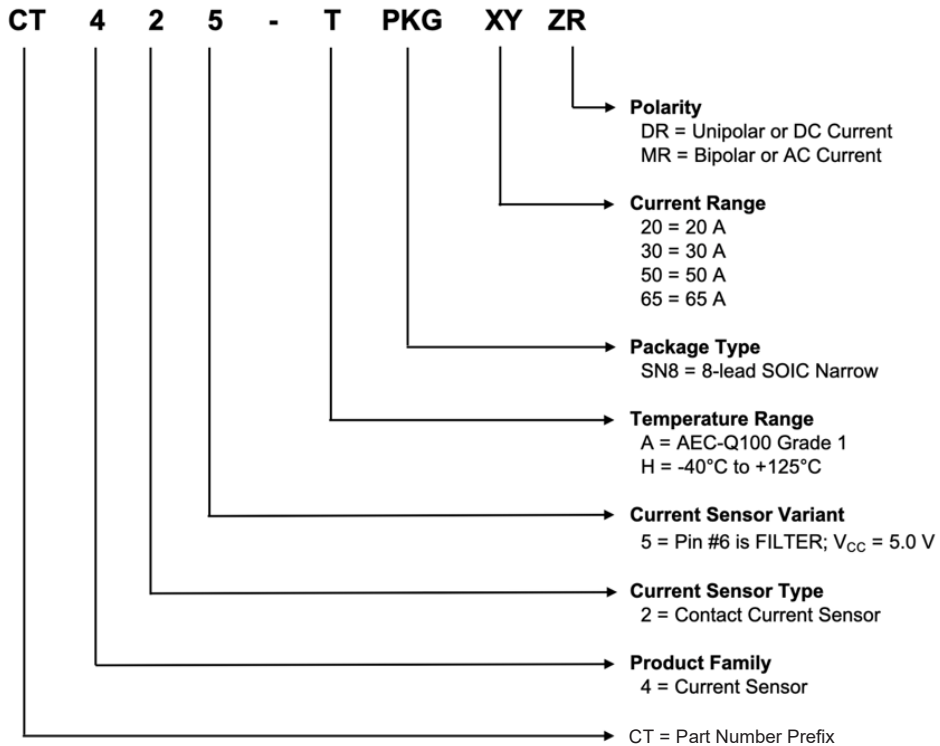 CT 4 2 5 - T PKG XY ZR
Polarity
DR = Unipolar or DC Current
MR = Bipolar or AC Current
Current Range
20 = 20 A
30 = 30 A
50 = 50 A
65 = 65 A
Package Type
SN8 = 8-lead SOIC Narrow
Temperature Range
A = AEC-Q100 Grade 1
H = -40°C to +125°C
Current Sensor Variant
5 = Pin #6 is FILTER; VCC = 5.0 V
Current Sensor Type
2 = Contact Current Sensor
Product Family
4 = Current Sensor
CT = Part Number Prefix